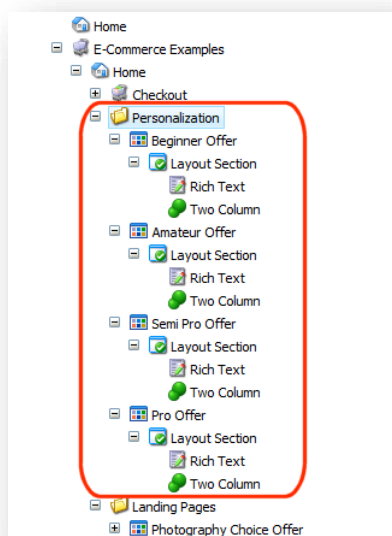 Home
E-Commerce Examples
Home
Checkout
Personalization
Beginner Offer
Layout Section
Rich Text
Two Column
Amateur Offer
Layout Section
Rich Text
Two Column
Semi Pro Offer
Layout Section
Rich Text
Two Column
Pro Offer
Layout Section
Rich Text
Two Column
Landing Pages
Photography Choice Offer